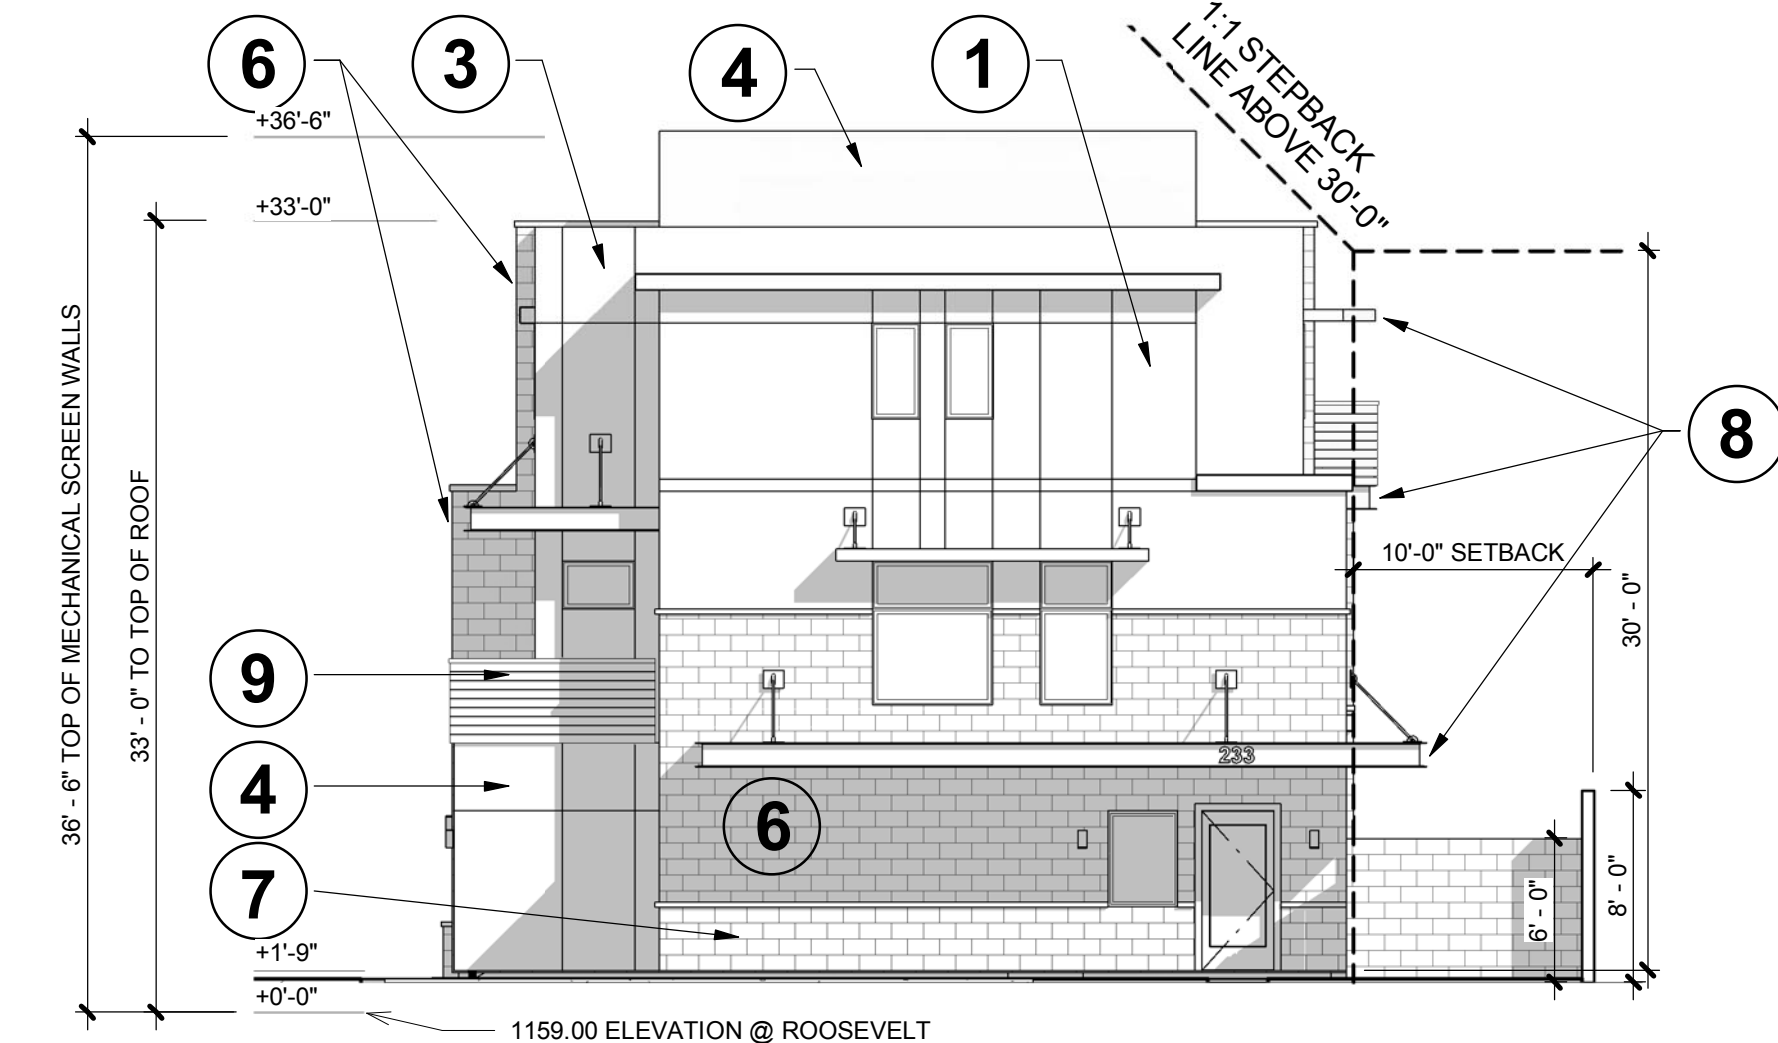 6
3
4
1
1:1 STEPBACK
LINE ABOVE 30'-0"
+36'-6"
+33'-0"
36' - 6" TOP OF MECHANICAL SCREEN WALLS
33' - 0" TO TOP OF ROOF
8
10'-0" SETBACK
30' - 0"
9
233
4
6
7
6' - 0"
8' - 0"
+1'-9"
+0'-0"
1159.00 ELEVATION @ ROOSEVELT